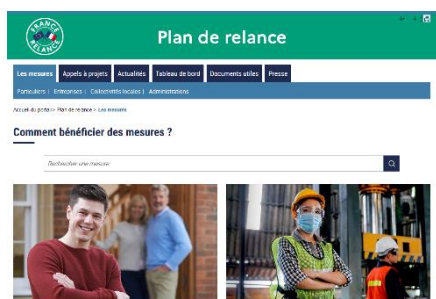 FRANCE
RELANCE
Plan de relance
Les mesures Appels à projets Actualités Tableau de bord Documents utiles Presse
Particuliers | Entreprises | Collectivités locales | Administrations
Accueil du portail > Plan de relance > Les mesures
Comment bénéficier des mesures ?
Rechercher une mesure